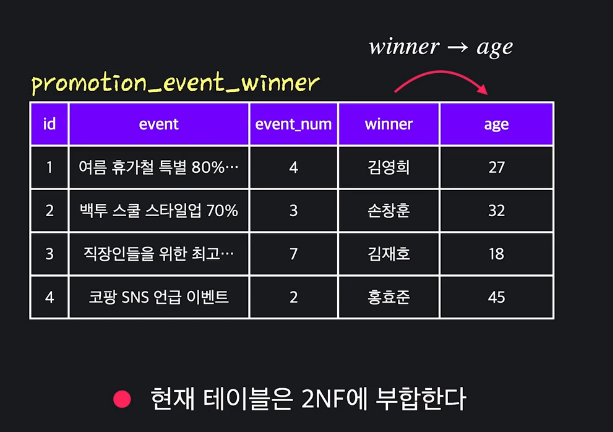 winner → age
promotion_event_winner
id event event_num winner age
1 여름 휴가철 특별 80%… 4 김영희 27
2 백투 스쿨 스타일업 70% 3 손창훈 32
3 직장인들을 위한 최고… 7 김재호 18
4 코팡 SNS 언급 이벤트 2 홍효준 45
현재 테이블은 2NF에 부합한다